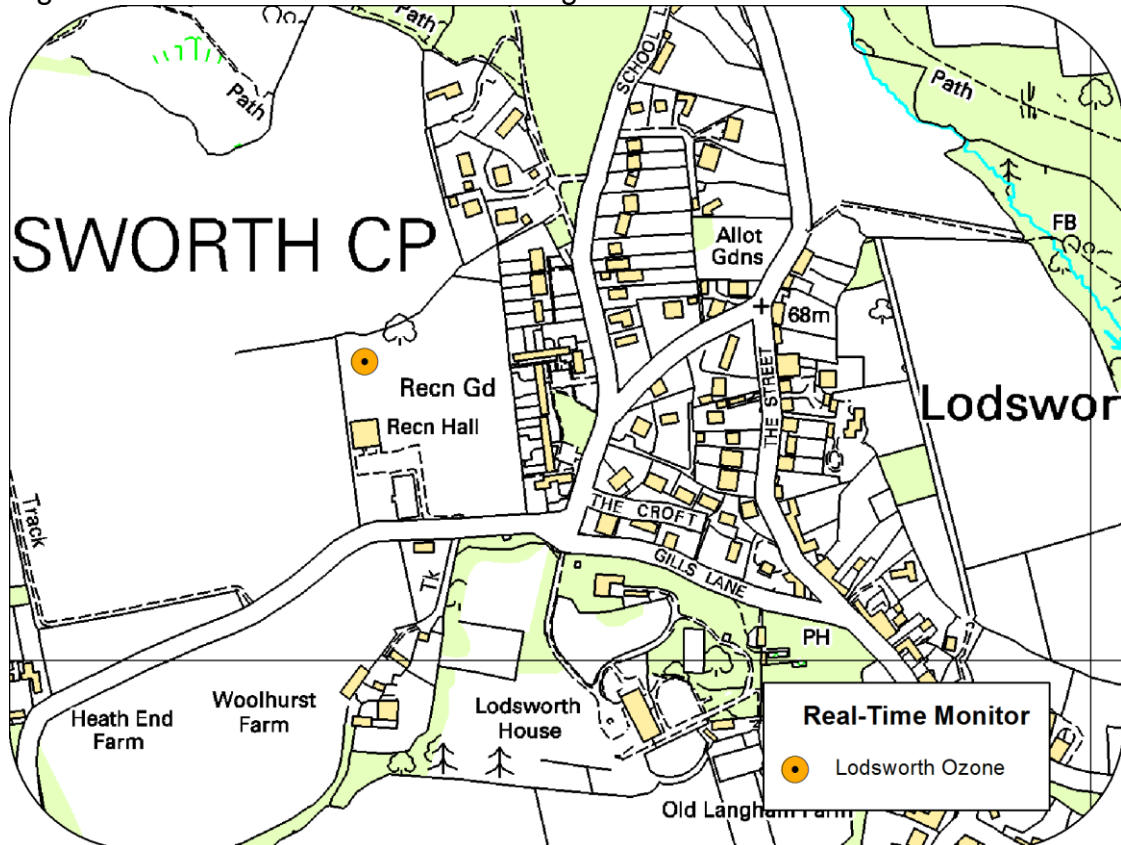 Path
Path
SCHOOL
Path
SWORTH CP
Allot
Gdns
FB
68m
Recn Gd
Recn Hall
THE STREET
Lodswor
Track
THE CROFT
GILLS LANE
Tk
PH
Heath End
Farm
Woolhurst
Farm
Lodsworth
House
Old Langham Farm
Real-Time Monitor
Lodsworth Ozone